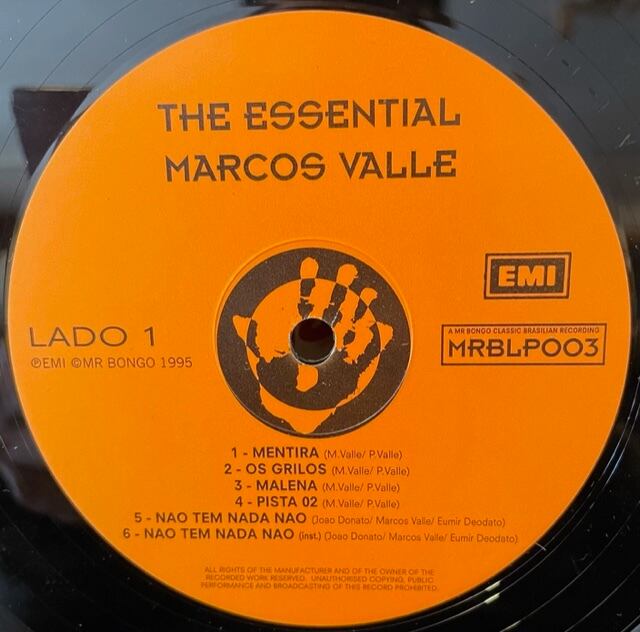 THE ESSENTIAL
MARCOS VALLE
EMI
LADO 1
℗EMI ©MR BONGO 1995
A MR BONGO CLASSIC BRASILIAN RECORDING
MRBLP003
1 - MENTIRA (M.Valle/ P.Valle)
2 - OS GRILOS (M.Valle/ P.Valle)
3 - MALENA (M.Valle/ P.Valle)
4 - PISTA 02 (M.Valle/ P.Valle)
5 - NAO TEM NADA NAO (Joao Donato/ Marcos Valle/ Eumir Deodato)
6 - NAO TEM NADA NAO (inst.) (Joao Donato/ Marcos Valle/ Eumir Deodato)
ALL RIGHTS OF THE MANUFACTURER AND OF THE OWNER OF THE
RECORDED WORK RESERVED. UNAUTHORISED COPYING, PUBLIC
PERFORMANCE AND BROADCASTING OF THIS RECORD PROHIBITED.